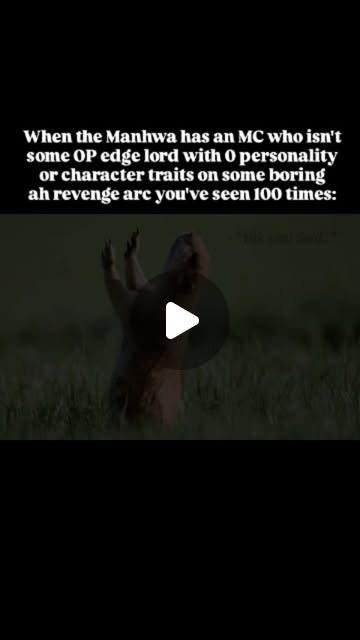 When the Manhwa has an MC who isn't
some OP edge lord with 0 personality
or character traits on some boring
ah revenge arc you've seen 100 times: